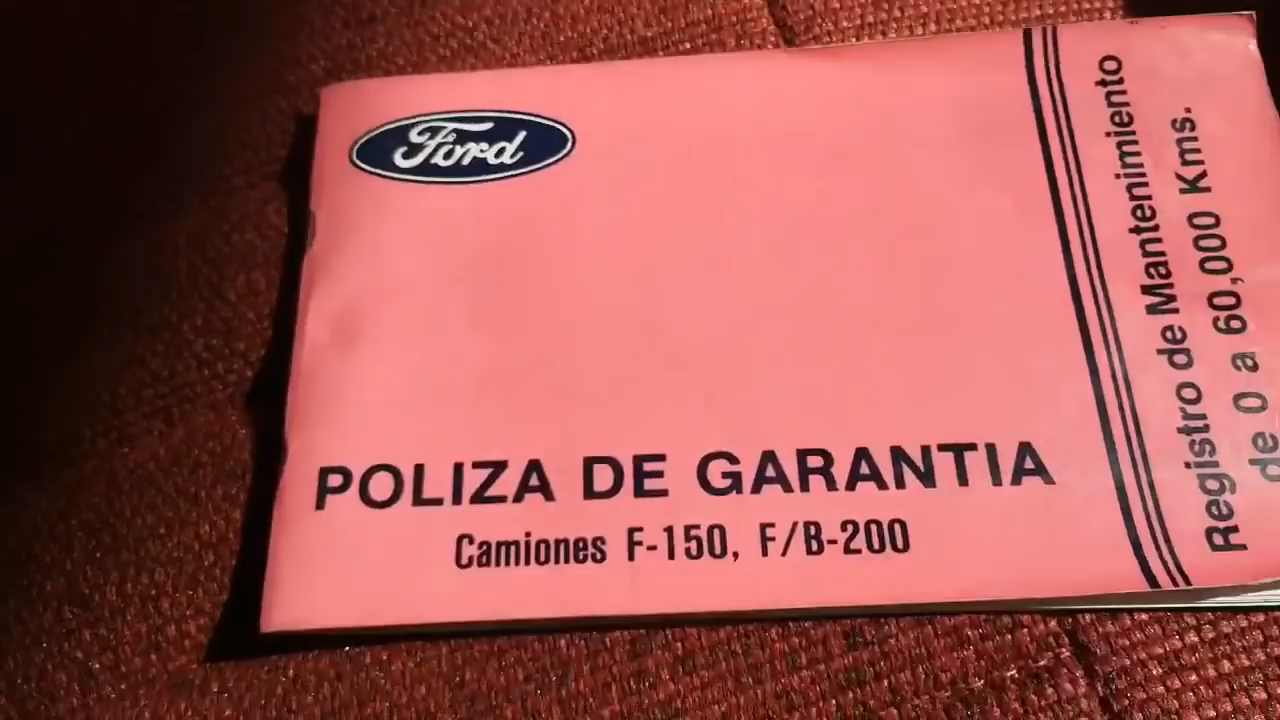 Ford
POLIZA DE GARANTIA
Camiones F-150, F/B-200
Registro de Mantenimiento
de 0 a 60,000 Kms.